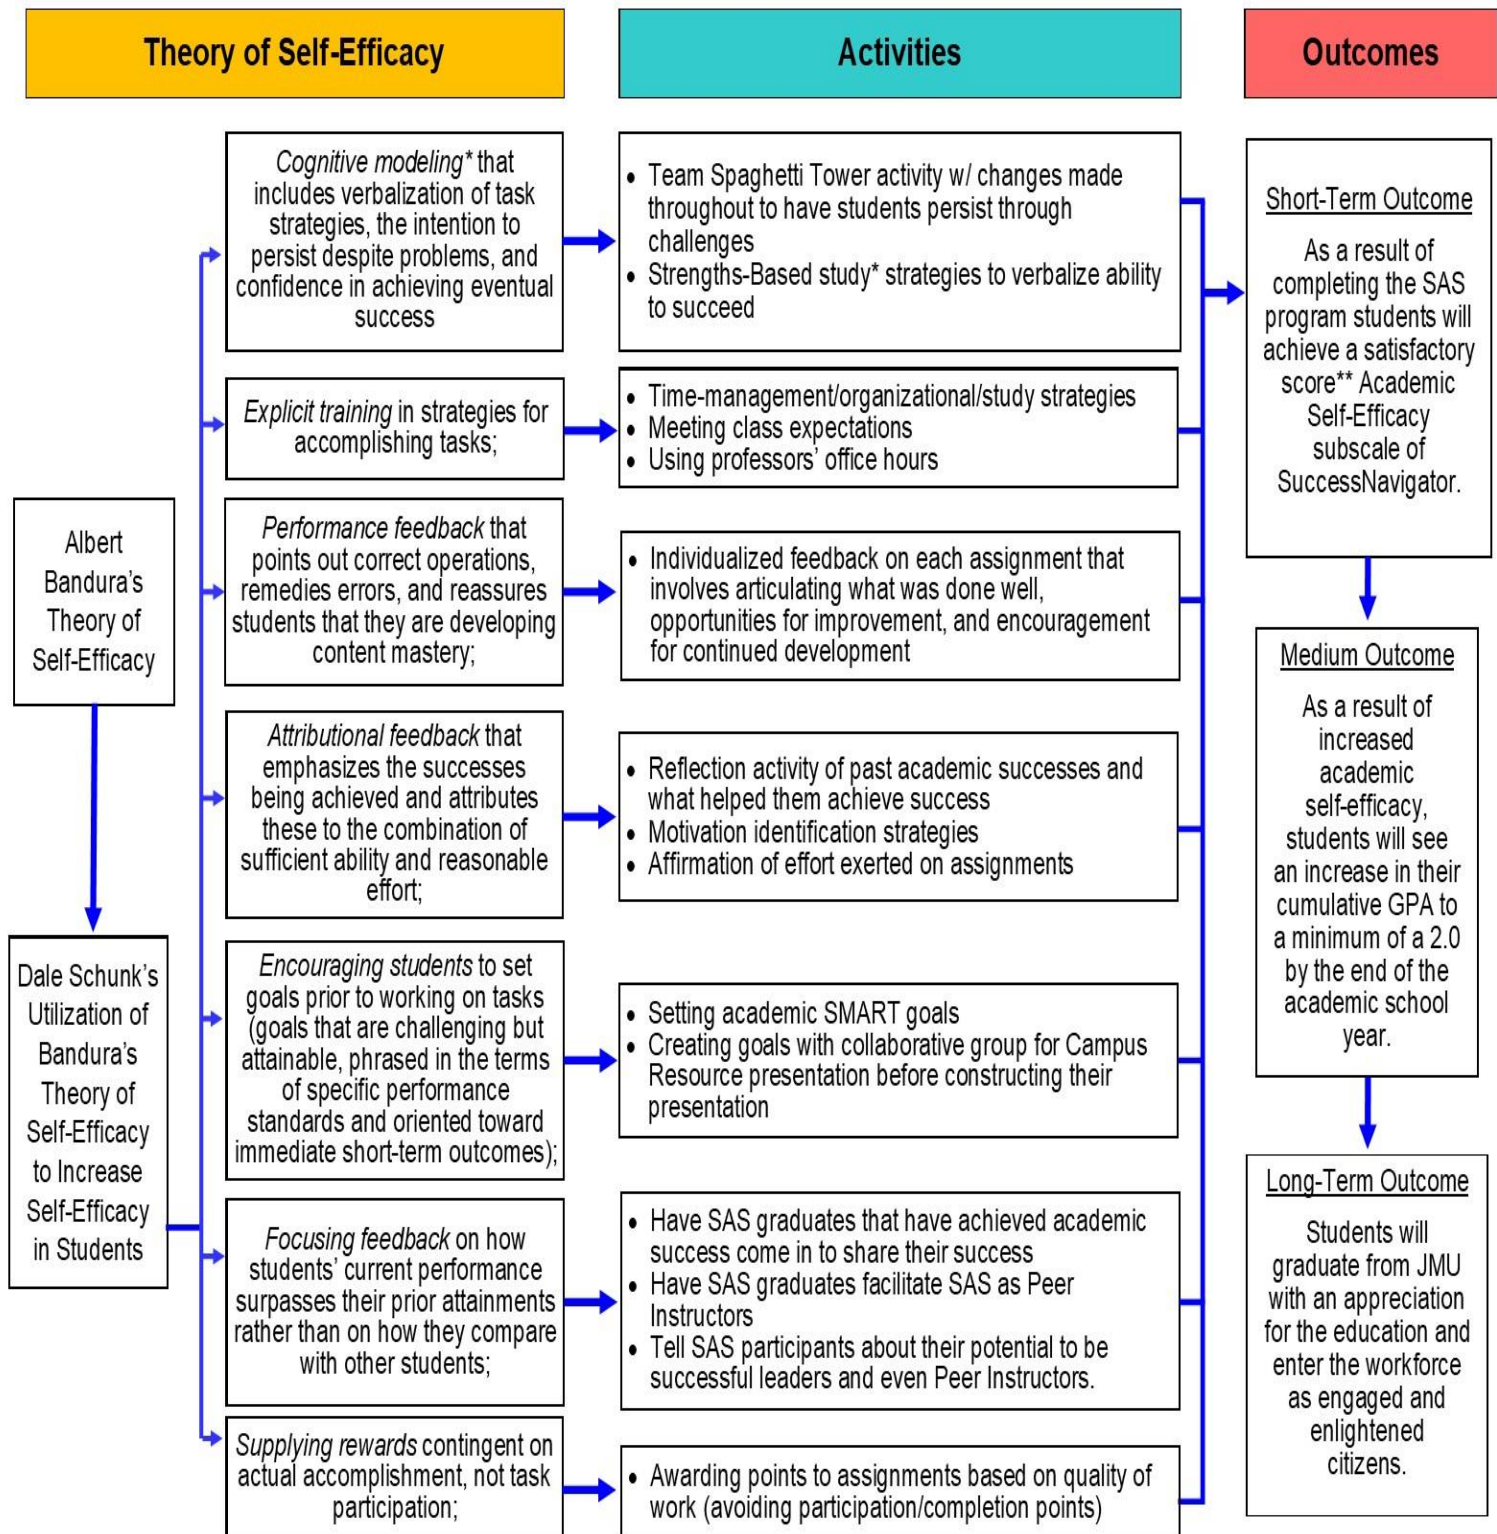 Theory of Self-Efficacy
Activities
Outcomes
Albert
Bandura's
Theory of
Self-Efficacy
Dale Schunk's
Utilization of
Bandura's
Theory of
Self-Efficacy
to Increase
Self-Efficacy
in Students
Cognitive modeling* that
includes verbalization of task
strategies, the intention to
persist despite problems, and
confidence in achieving eventual
success
• Team Spaghetti Tower activity w/ changes made
throughout to have students persist through
challenges
• Strengths-Based study* strategies to verbalize ability
to succeed
Explicit training in strategies for
accomplishing tasks;
• Time-management/organizational/study strategies
• Meeting class expectations
• Using professors' office hours
Performance feedback that
points out correct operations,
remedies errors, and reassures
students that they are developing
content mastery;
• Individualized feedback on each assignment that
involves articulating what was done well,
opportunities for improvement, and encouragement
for continued development
Attributional feedback that
emphasizes the successes
being achieved and attributes
these to the combination of
sufficient ability and reasonable
effort;
• Reflection activity of past academic successes and
what helped them achieve success
• Motivation identification strategies
• Affirmation of effort exerted on assignments
Encouraging students to set
goals prior to working on tasks
(goals that are challenging but
attainable, phrased in the terms
of specific performance
standards and oriented toward
immediate short-term outcomes);
• Setting academic SMART goals
• Creating goals with collaborative group for Campus
Resource presentation before constructing their
presentation
Focusing feedback on how
students' current performance
surpasses their prior attainments
rather than on how they compare
with other students;
• Have SAS graduates that have achieved academic
success come in to share their success
• Have SAS graduates facilitate SAS as Peer
Instructors
• Tell SAS participants about their potential to be
successful leaders and even Peer Instructors.
Supplying rewards contingent on
actual accomplishment, not task
participation;
• Awarding points to assignments based on quality of
work (avoiding participation/completion points)
Short-Term Outcome
As a result of
completing the SAS
program students will
achieve a satisfactory
score** Academic
Self-Efficacy
subscale of
SuccessNavigator.
Medium Outcome
As a result of
increased
academic
self-efficacy,
students will see
an increase in their
cumulative GPA to
a minimum of a 2.0
by the end of the
academic school
year.
Long-Term Outcome
Students will
graduate from JMU
with an appreciation
for the education and
enter the workforce
as engaged and
enlightened
citizens.